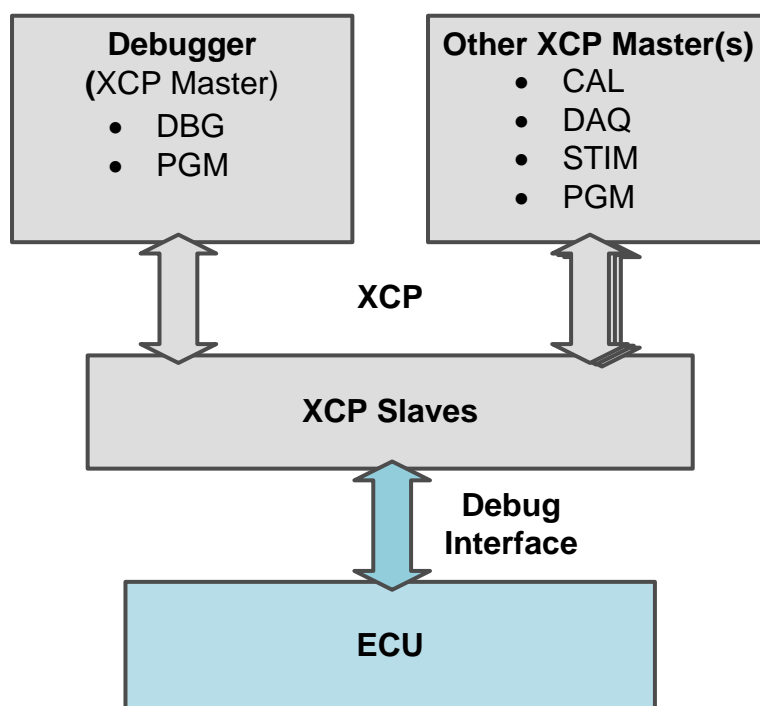 Debugger
(XCP Master)
• DBG
• PGM
Other XCP Master(s)
• CAL
• DAQ
• STIM
• PGM
XCP
XCP Slaves
Debug
Interface
ECU